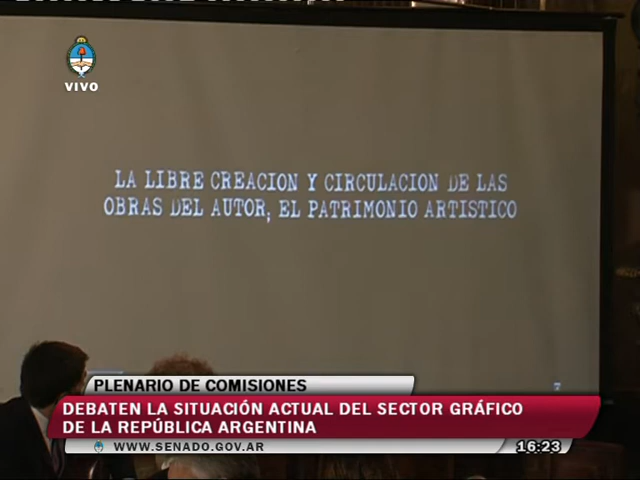 VIVO
LA LIBRE CREACION Y CIRCULACION DE LAS
OBRAS DEL AUTOR, EL PATRIMONIO ARTISTICO
PLENARIO DE COMISIONES
DEBATEN LA SITUACIÓN ACTUAL DEL SECTOR GRÁFICO
DE LA REPÚBLICA ARGENTINA
WWW.SENADO.GOV.AR
16:23